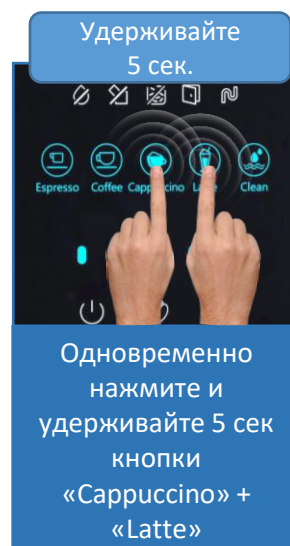 Удерживайте
5 сек.
Espresso Coffee Cappuccino Latte Clean
Одновременно
нажмите и
удерживайте 5 сек
кнопки
«Cappuccino» +
«Latte»